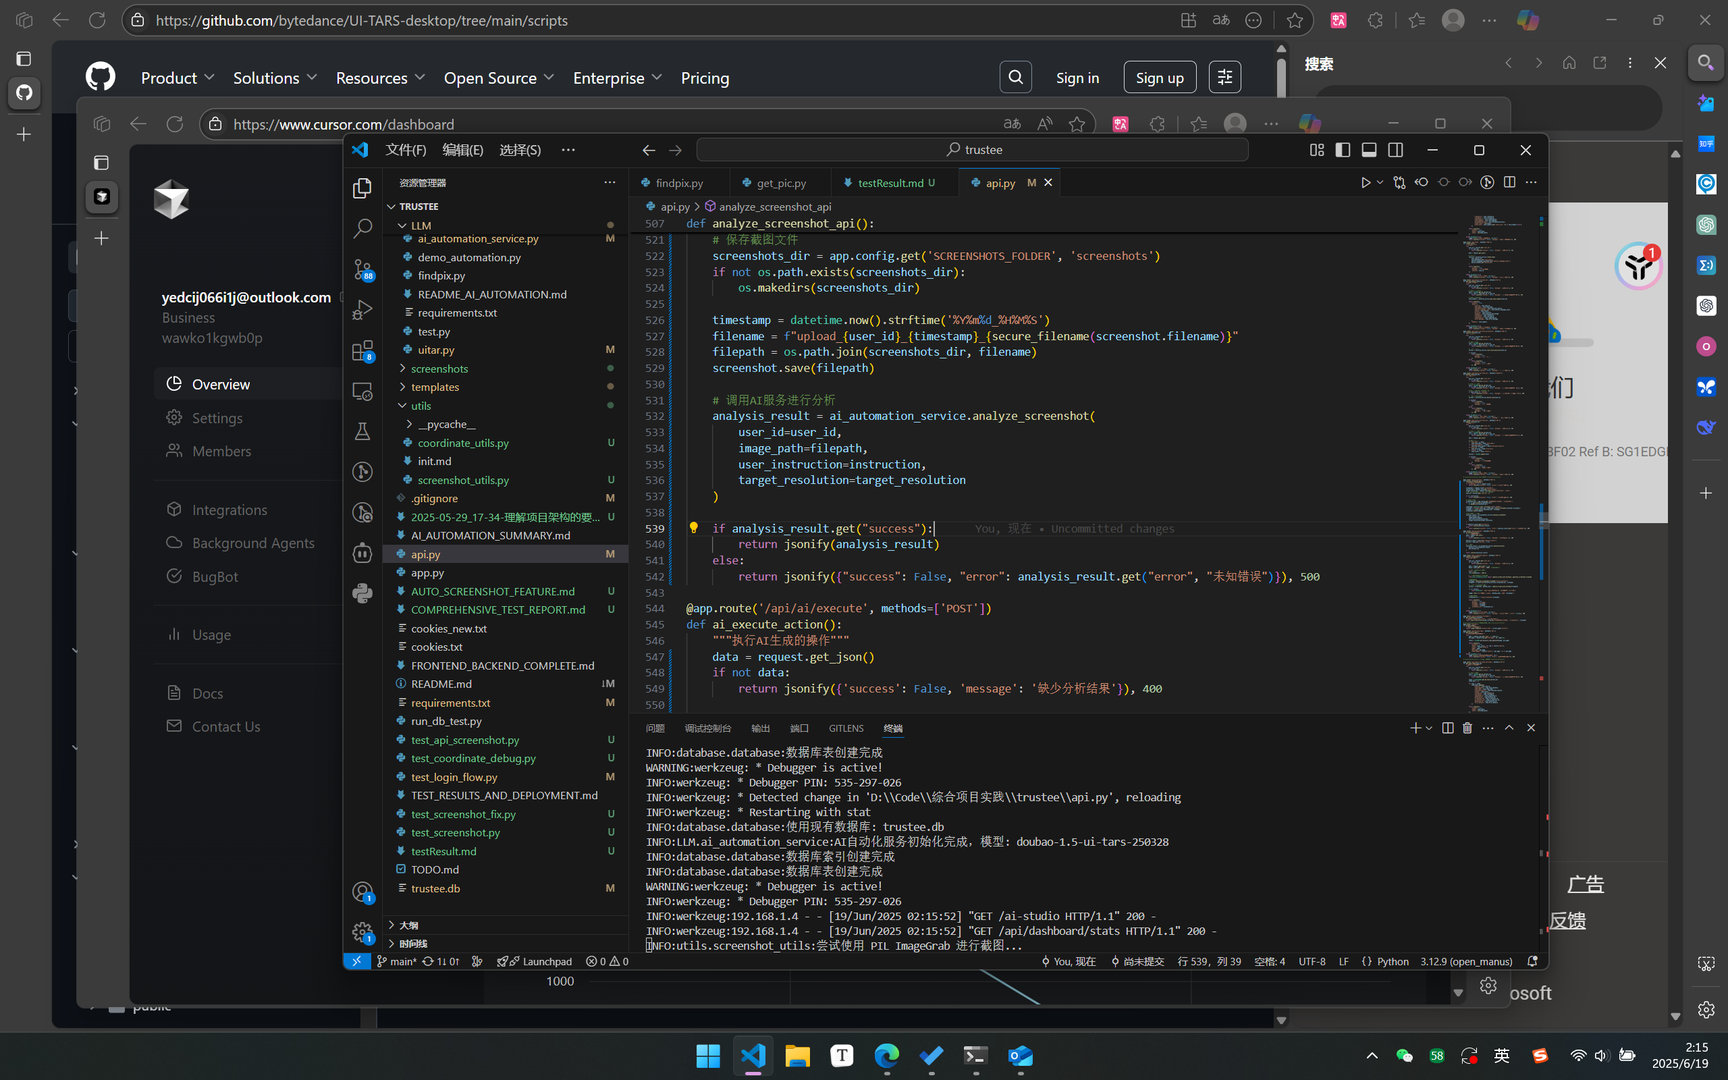 https://github.com/bytedance/UI-TARS-desktop/tree/main/scripts
Product
Solutions
Resources
Open Source
Enterprise
Pricing
Sign in
Sign up
搜索
https://www.cursor.com/dashboard
yedcij066i1j@outlook.com
Business
wawko1kgwb0p
Overview
Settings
Members
Integrations
Background Agents
BugBot
Usage
Docs
Contact Us
文件(F)
编辑(E)
选择(S)
trustee
资源管理器
TRUSTEE
LLM
ai_automation_service.py M
demo_automation.py
findpix.py
README_AI_AUTOMATION.md
requirements.txt
test.py
uitar.py M
screenshots
templates
utils
__pycache__
coordinate_utils.py U
init.md
screenshot_utils.py U
.gitignore M
2025-05-29_17-34-理解项目架构的要... U
AI_AUTOMATION_SUMMARY.md
api.py M
app.py
AUTO_SCREENSHOT_FEATURE.md U
COMPREHENSIVE_TEST_REPORT.md U
cookies_new.txt
cookies.txt
FRONTEND_BACKEND_COMPLETE.md
README.md ↓M
requirements.txt M
run_db_test.py
test_api_screenshot.py U
test_coordinate_debug.py U
test_login_flow.py M
TEST_RESULTS_AND_DEPLOYMENT.md
test_screenshot_fix.py U
test_screenshot.py U
testResult.md U
TODO.md
trustee.db M
大纲
时间线
88
8
1
1
findpix.py
get_pic.py
testResult.md U
api.py M
api.py > analyze_screenshot_api
507 def analyze_screenshot_api():
521 # 保存截图文件
522 screenshots_dir = app.config.get('SCREENSHOTS_FOLDER', 'screenshots')
523 if not os.path.exists(screenshots_dir):
524 os.makedirs(screenshots_dir)
525
526 timestamp = datetime.now().strftime('%Y%m%d_%H%M%S')
527 filename = f"upload_{user_id}_{timestamp}_{secure_filename(screenshot.filename)}"
528 filepath = os.path.join(screenshots_dir, filename)
529 screenshot.save(filepath)
530
531 # 调用AI服务进行分析
532 analysis_result = ai_automation_service.analyze_screenshot(
533 user_id=user_id,
534 image_path=filepath,
535 user_instruction=instruction,
536 target_resolution=target_resolution
537 )
538
539 if analysis_result.get("success"): You, 现在 • Uncommitted changes
540 return jsonify(analysis_result)
541 else:
542 return jsonify({"success": False, "error": analysis_result.get("error", "未知错误")}), 500
543
544 @app.route('/api/ai/execute', methods=['POST'])
545 def ai_execute_action():
546 """执行AI生成的操作"""
547 data = request.get_json()
548 if not data:
549 return jsonify({'success': False, 'message': '缺少分析结果'}), 400
550
问题
调试控制台
输出
端口
GITLENS
终端
INFO:database.database:数据库表创建完成
WARNING:werkzeug: * Debugger is active!
INFO:werkzeug: * Debugger PIN: 535-297-026
INFO:werkzeug: * Detected change in 'D:\\Code\\综合项目实践\\trustee\\api.py', reloading
INFO:werkzeug: * Restarting with stat
INFO:database.database:使用现有数据库: trustee.db
INFO:LLM.ai_automation_service:AI自动化服务初始化完成，模型: doubao-1.5-ui-tars-250328
INFO:database.database:数据库索引创建完成
INFO:database.database:数据库表创建完成
WARNING:werkzeug: * Debugger is active!
INFO:werkzeug: * Debugger PIN: 535-297-026
INFO:werkzeug:192.168.1.4 - - [19/Jun/2025 02:15:52] "GET /ai-studio HTTP/1.1" 200 -
INFO:werkzeug:192.168.1.4 - - [19/Jun/2025 02:15:52] "GET /api/dashboard/stats HTTP/1.1" 200 -
INFO:utils.screenshot_utils:尝试使用 PIL ImageGrab 进行截图...
main*
1↓ 0↑
Launchpad
0
0
You, 现在
尚未提交
行 539，列 39
空格: 4
UTF-8
LF
Python
3.12.9 (open_manus)
1
们
3F02 Ref B: SG1EDGE
广告
反馈
osoft
1000
public
58
英
2:15
2025/6/19